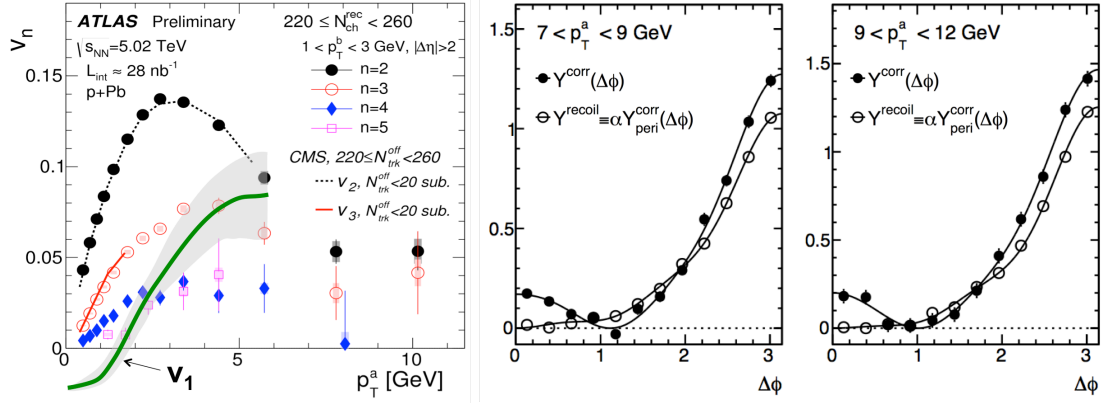 ATLAS Preliminary
√s_NN=5.02 TeV
L_int ≈ 28 nb⁻¹
p+Pb
220 ≤ N_ch^rec < 260
1 < p_T^b < 3 GeV, |Δη|>2
n=2
n=3
n=4
n=5
CMS, 220≤N_trk^off<260
v₂, N_trk^off<20 sub.
v₃, N_trk^off<20 sub.
v_n
0.15
0.1
0.05
0
0 5 10
v₁
p_T^a [GeV]
7 < p_T^a < 9 GeV
Y^corr(Δϕ)
Y^recoil≡αY_peri^corr(Δϕ)
1.5
1
0.5
0
0 1 2 3
Δϕ
9 < p_T^a < 12 GeV
Y^corr(Δϕ)
Y^recoil≡αY_peri^corr(Δϕ)
1.5
1
0.5
0
0 1 2 3
Δϕ